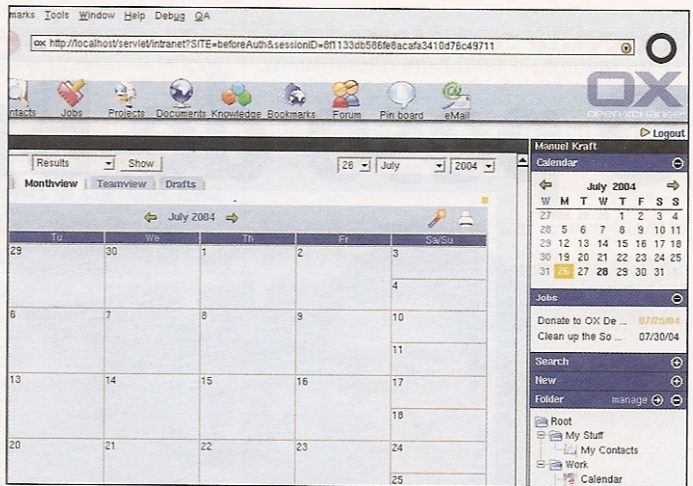 marks Tools Window Help Debug QA
ox http://localhost/servlet/intranet?SITE=beforeAuth&sessionID=8f1133db586fe8acafa3410d76c49711
ntacts Jobs Projects Documents Knowledge Bookmarks Forum Pin board eMail
OX
OPEN-XCHANGE
Logout
Results Show 26 July 2004
Monthview Teamview Drafts
July 2004
Tu We Th Fr Sa/Su
29 30 1 2 3
4
6 7 8 9 10
11
13 14 15 16 17
18
20 21 22 23 24
25
Manuel Kraft
Calendar
July 2004
W M T W T F S S
27 1 2 3 4
28 5 6 7 8 9 10 11
29 12 13 14 15 16 17 18
30 19 20 21 22 23 24 25
31 26 27 28 29 30 31
Jobs
Donate to OX De ... 07/25/04
Clean up the So ... 07/30/04
Search
New
Folder manage
Root
My Stuff
My Contacts
Work
Calendar